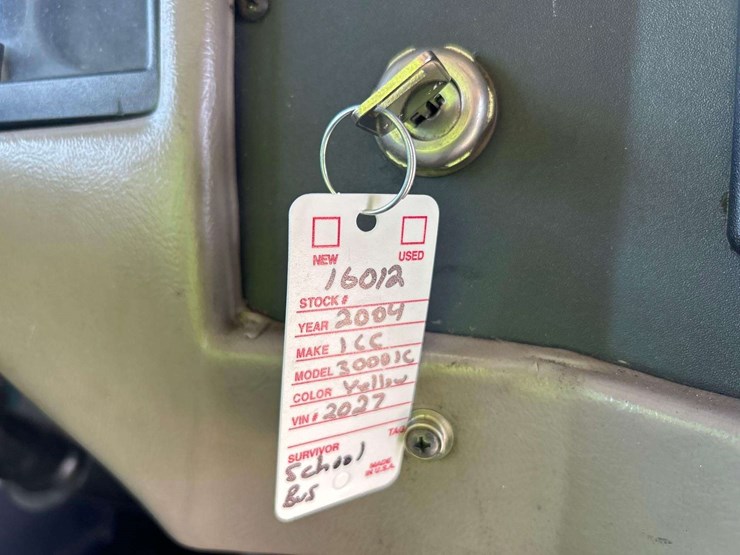 NEW USED
16012
STOCK #
YEAR 2004
MAKE ICC
MODEL 3000IC
COLOR Yellow
VIN # 2027
TAG
SURVIVOR MADE
School IN U.S.A.
Bus